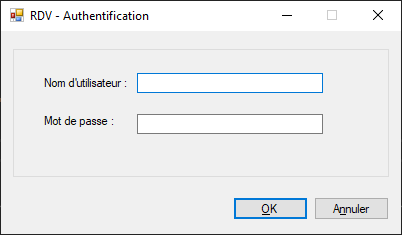 RDV - Authentification
Nom d'utilisateur :
Mot de passe :
OK
Annuler